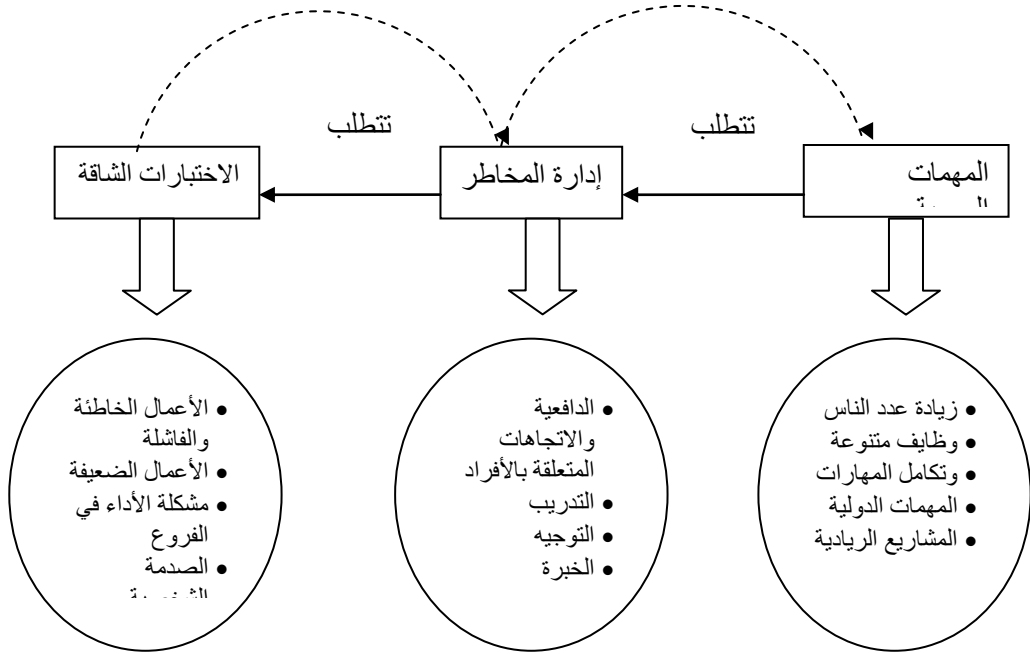 تتطلب
تتطلب
المهمات
إدارة المخاطر
الاختبارات الشاقة
• زيادة عدد الناس
• وظايف متنوعة
• وتكامل المهارات
• المهمات الدولية
• المشاريع الريادية
• الدافعية
والاتجاهات
المتعلقة بالأفراد
• التدريب
• التوجيه
• الخبرة
• الأعمال الخاطئة
والفاشلة
• الأعمال الضعيفة
• مشكلة الأداء في
الفروع
• الصدمة